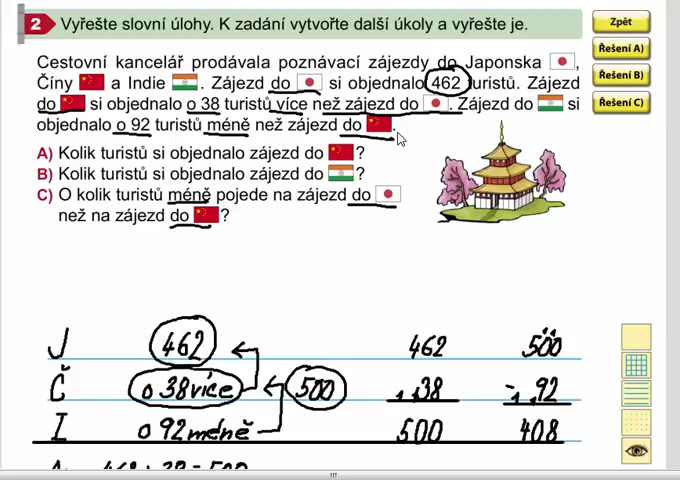 2 Vyřešte slovní úlohy. K zadání vytvořte další úkoly a vyřešte je.
Zpět
Řešení A)
Řešení B)
Řešení C)
Cestovní kancelář prodávala poznávací zájezdy do Japonska ,
Číny a Indie . Zájezd do si objednalo 462 turistů. Zájezd
do si objednalo o 38 turistů více než zájezd do . Zájezd do si
objednalo o 92 turistů méně než zájezd do .
A) Kolik turistů si objednalo zájezd do ?
B) Kolik turistů si objednalo zájezd do ?
C) O kolik turistů méně pojede na zájezd do
než na zájezd do ?
J 462 462 500
Č o 38 více 500 38 -92
I o 92 méně 500 408
A: 462 + 38 = 500